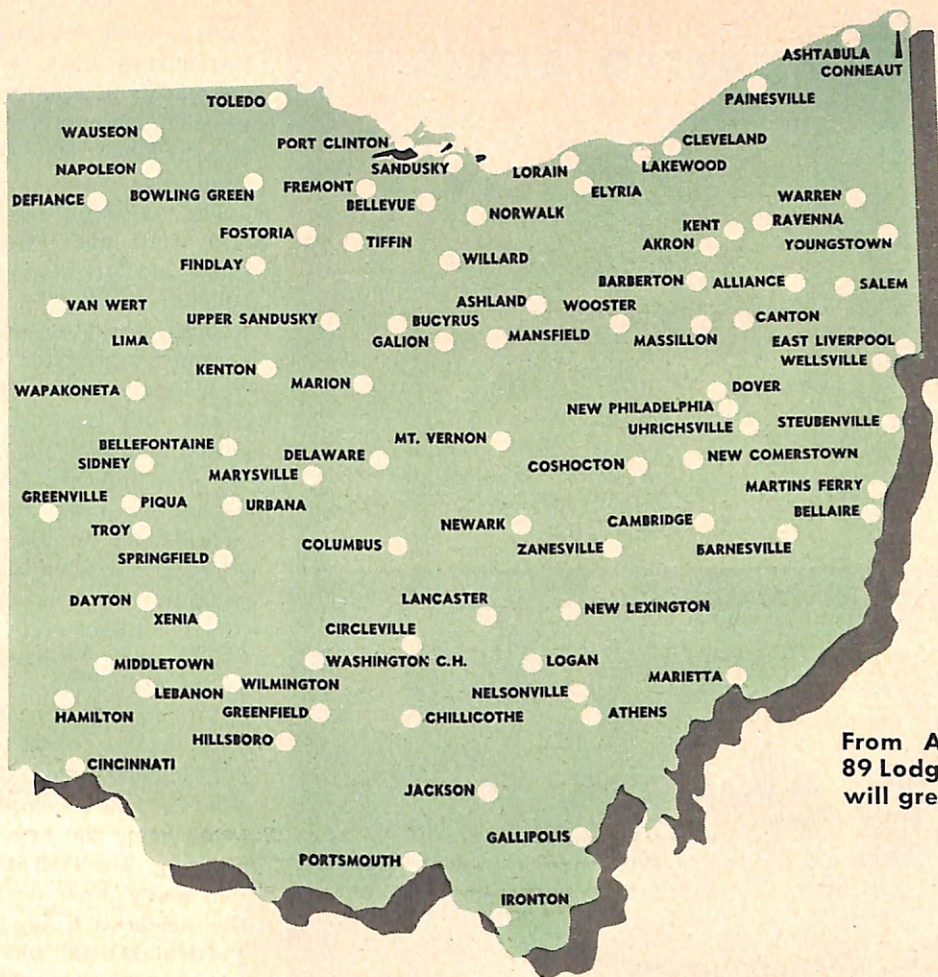 ASHTABULA
CONNEAUT
TOLEDO
PAINESVILLE
WAUSEON
PORT CLINTON
CLEVELAND
NAPOLEON
SANDUSKY
LORAIN
LAKEWOOD
DEFIANCE
BOWLING GREEN
FREMONT
ELYRIA
BELLEVUE
NORWALK
WARREN
KENT
RAVENNA
FOSTORIA
TIFFIN
AKRON
YOUNGSTOWN
FINDLAY
WILLARD
BARBERTON
ALLIANCE
SALEM
VAN WERT
ASHLAND
WOOSTER
UPPER SANDUSKY
BUCYRUS
CANTON
LIMA
GALION
MANSFIELD
MASSILLON
EAST LIVERPOOL
WELLSVILLE
KENTON
MARION
WAPAKONETA
DOVER
NEW PHILADELPHIA
UHRICHSVILLE
STEUBENVILLE
BELLEFONTAINE
MT. VERNON
SIDNEY
DELAWARE
MARYSVILLE
COSHOCTON
NEW COMERSTOWN
GREENVILLE
PIQUA
URBANA
MARTINS FERRY
TROY
NEWARK
CAMBRIDGE
BELLAIRE
SPRINGFIELD
COLUMBUS
ZANESVILLE
BARNESVILLE
DAYTON
LANCASTER
NEW LEXINGTON
XENIA
CIRCLEVILLE
MIDDLETOWN
WASHINGTON C.H.
LOGAN
MARIETTA
LEBANON
WILMINGTON
NELSONVILLE
HAMILTON
GREENFIELD
CHILLICOTHE
ATHENS
HILLSBORO
CINCINNATI
JACKSON
GALLIPOLIS
PORTSMOUTH
IRONTON
From A
89 Lodg
will gre